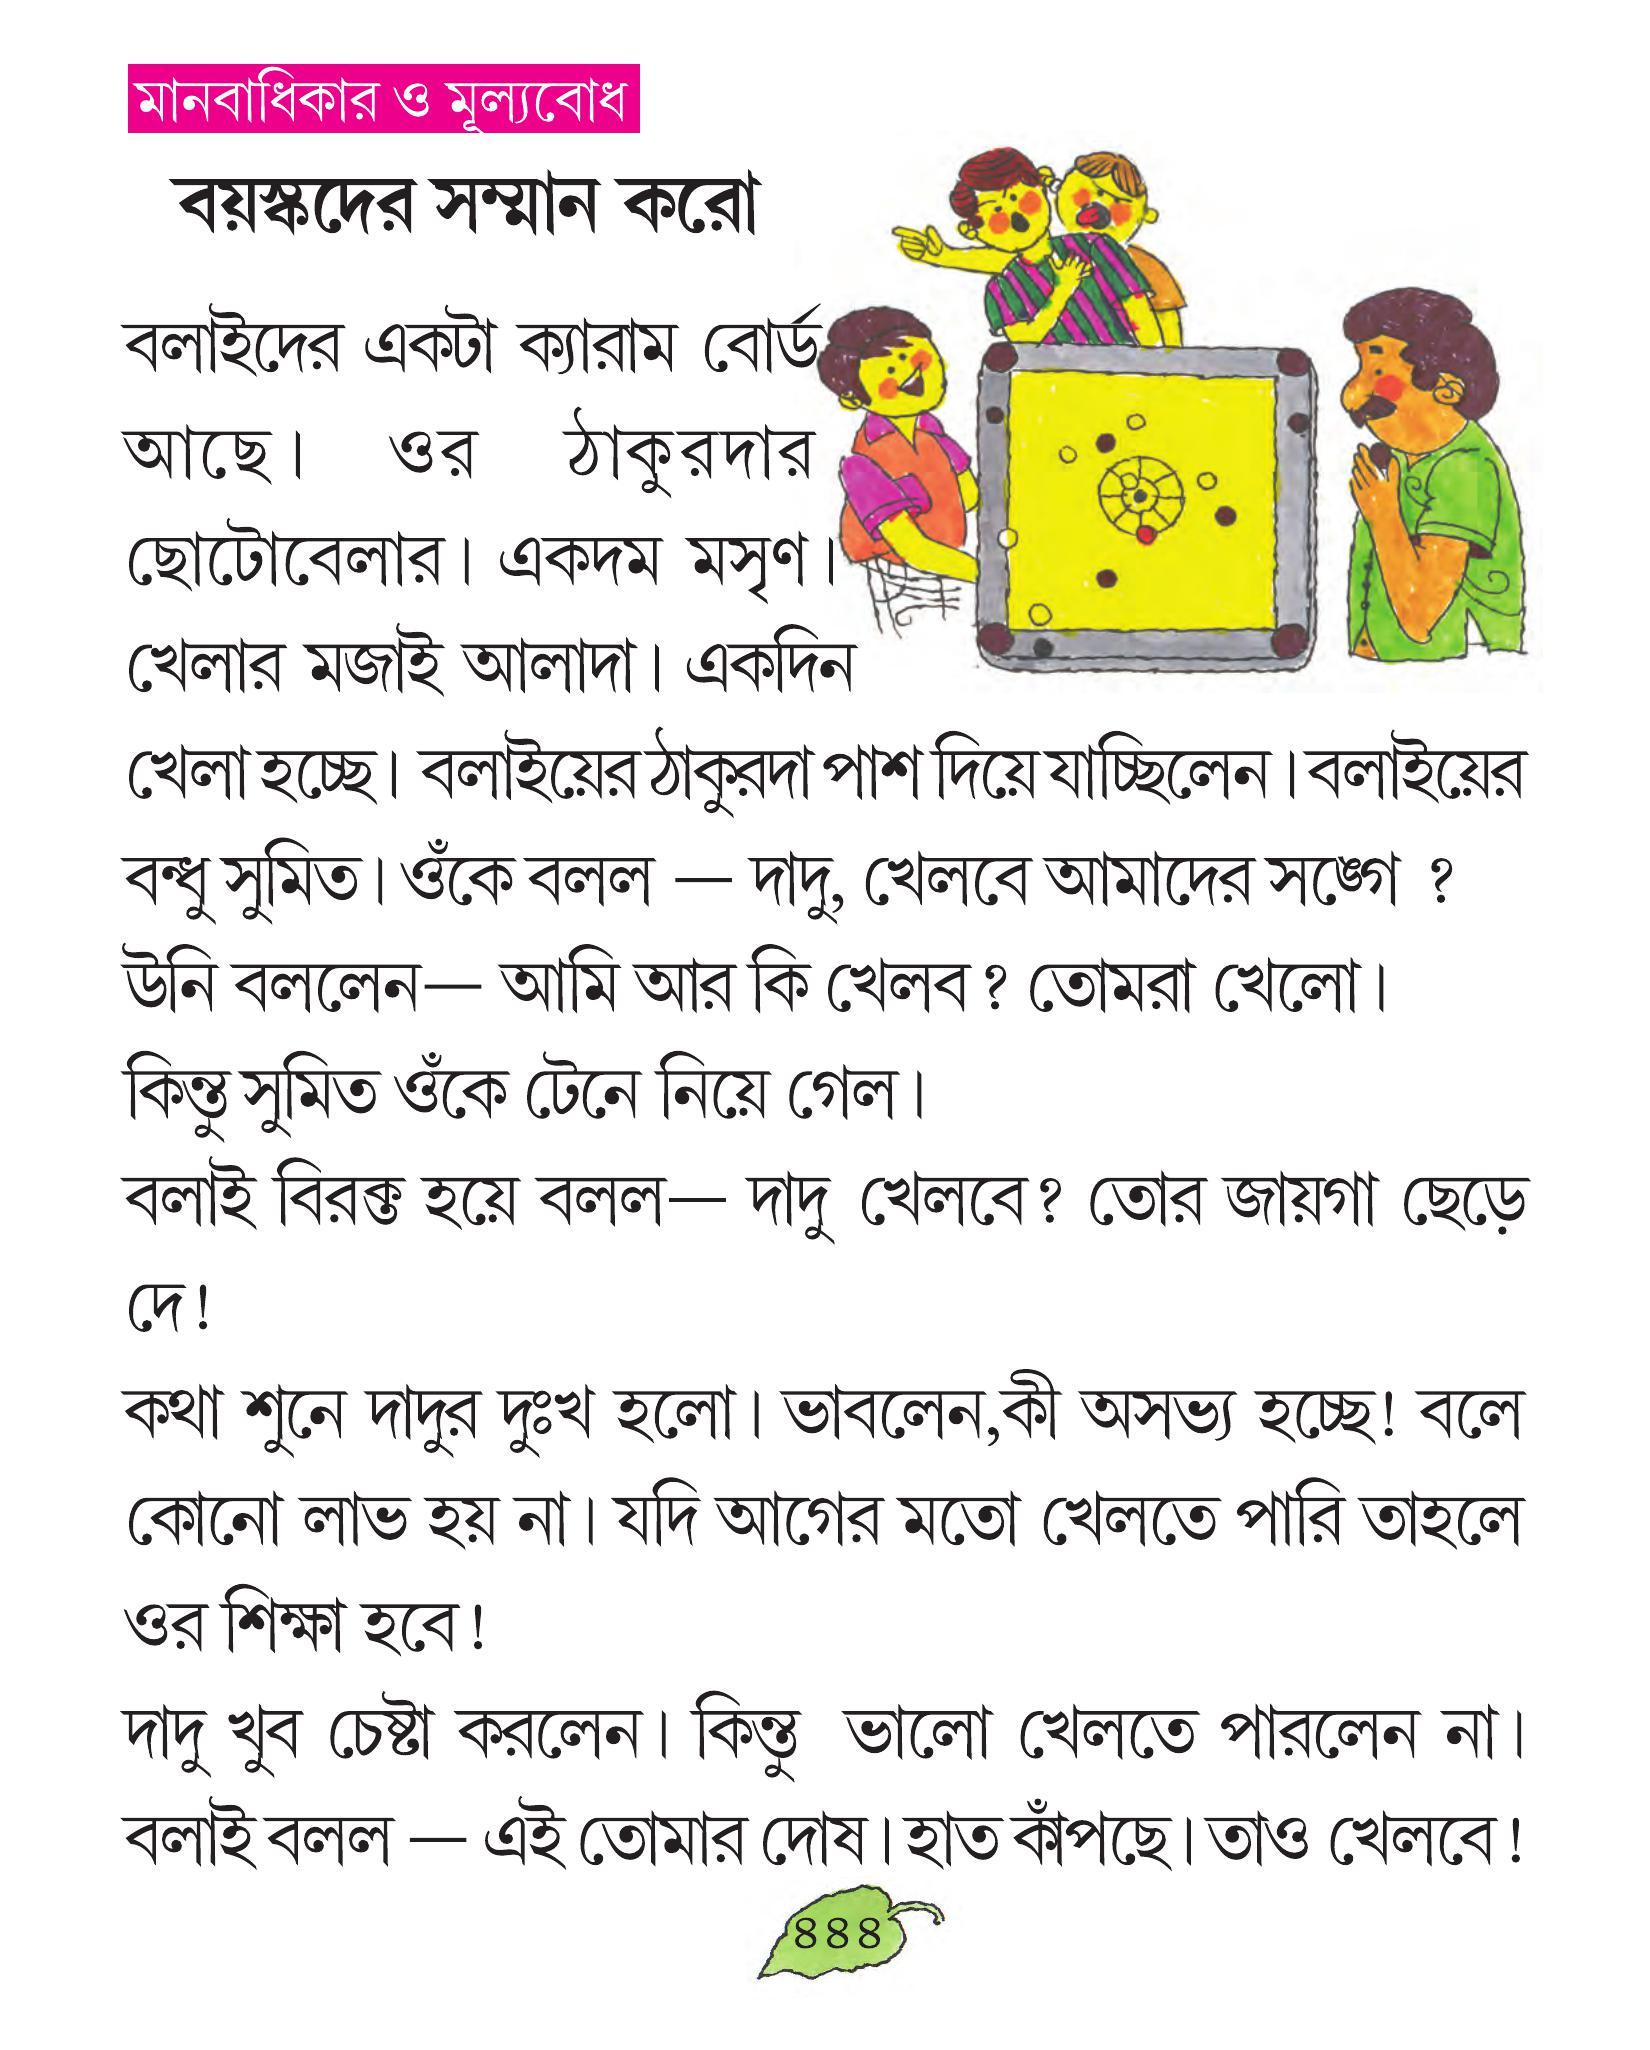 মানবাধিকার ও মূল্যবোধ
বয়স্কদের সম্মান করো
বলাইদের একটা ক্যারাম বোর্ড
আছে। ওর ঠাকুরদার
ছোটোবেলার। একদম মসৃণ।
খেলার মজাই আলাদা। একদিন
খেলা হচ্ছে। বলাইয়ের ঠাকুরদা পাশ দিয়ে যাচ্ছিলেন। বলাইয়ের
বন্ধু সুমিত। ওঁকে বলল — দাদু, খেলবে আমাদের সঙ্গে ?
উনি বললেন— আমি আর কি খেলব ? তোমরা খেলো।
কিন্তু সুমিত ওঁকে টেনে নিয়ে গেল।
বলাই বিরক্ত হয়ে বলল— দাদু খেলবে? তোর জায়গা ছেড়ে
দে!
কথা শুনে দাদুর দুঃখ হলো। ভাবলেন,কী অসভ্য হচ্ছে! বলে
কোনো লাভ হয় না। যদি আগের মতো খেলতে পারি তাহলে
ওর শিক্ষা হবে!
দাদু খুব চেষ্টা করলেন। কিন্তু ভালো খেলতে পারলেন না।
বলাই বলল — এই তোমার দোষ। হাত কাঁপছে। তাও খেলবে!
৪৪৪